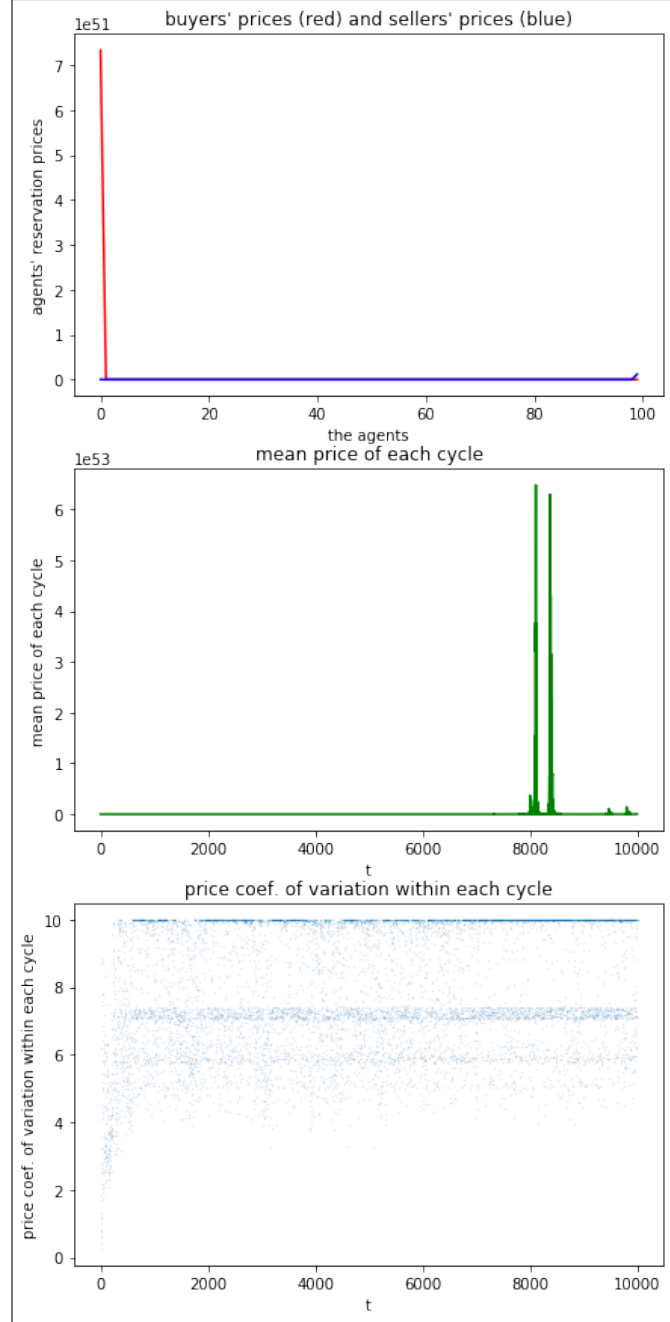 buyers' prices (red) and sellers' prices (blue)
1e51
7
6
5
4
3
2
1
0
agents' reservation prices
0 20 40 60 80 100
the agents
mean price of each cycle
1e53
6
5
4
3
2
1
0
mean price of each cycle
0 2000 4000 6000 8000 10000
t
price coef. of variation within each cycle
10
8
6
4
2
0
price coef. of variation within each cycle
0 2000 4000 6000 8000 10000
t